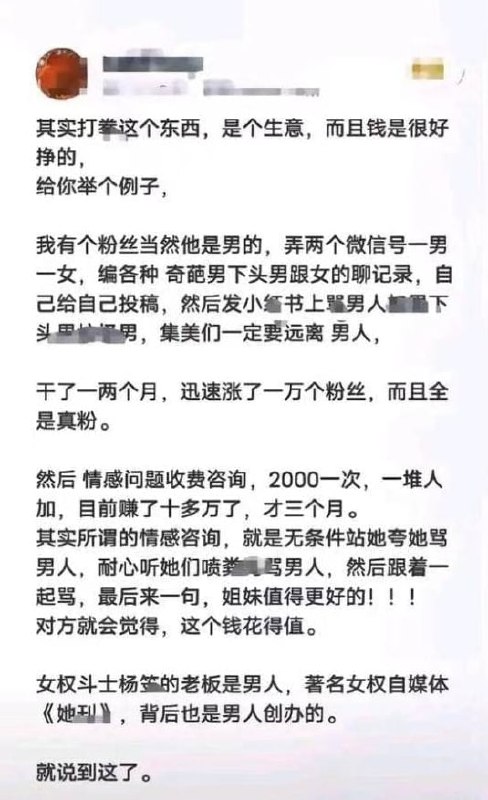 其实打拳这个东西，是个生意，而且钱是很好
挣的，
给你举个例子，
我有个粉丝当然他是男的，弄两个微信号一男
一女，编各种 奇葩男下头男跟女的聊记录，自
己给自己投稿，然后发小红书上骂男人 下
头男 男，集美们一定要远离 男人，
干了一两个月，迅速涨了一万个粉丝，而且全
是真粉。
然后 情感问题收费咨询，2000一次，一堆人
加，目前赚了十多万了，才三个月。
其实所谓的情感咨询，就是无条件站她夸她骂
男人，耐心听她们喷粪 骂男人，然后跟着一
起骂，最后来一句，姐妹值得更好的！！！
对方就会觉得，这个钱花得值。
女权斗士杨笠的老板是男人，著名女权自媒体
《她刊》，背后也是男人创办的。
就说到这了。